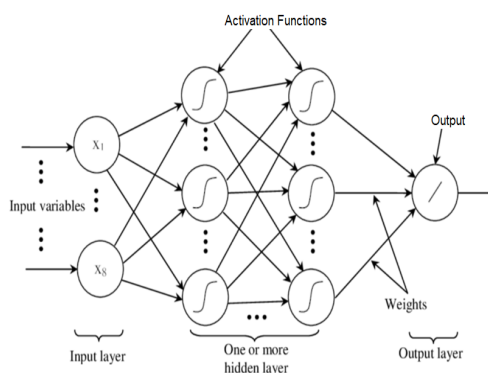 Activation Functions
X1
Output
Input variables
X8
Weights
Input layer
One or more
hidden layer
Output layer